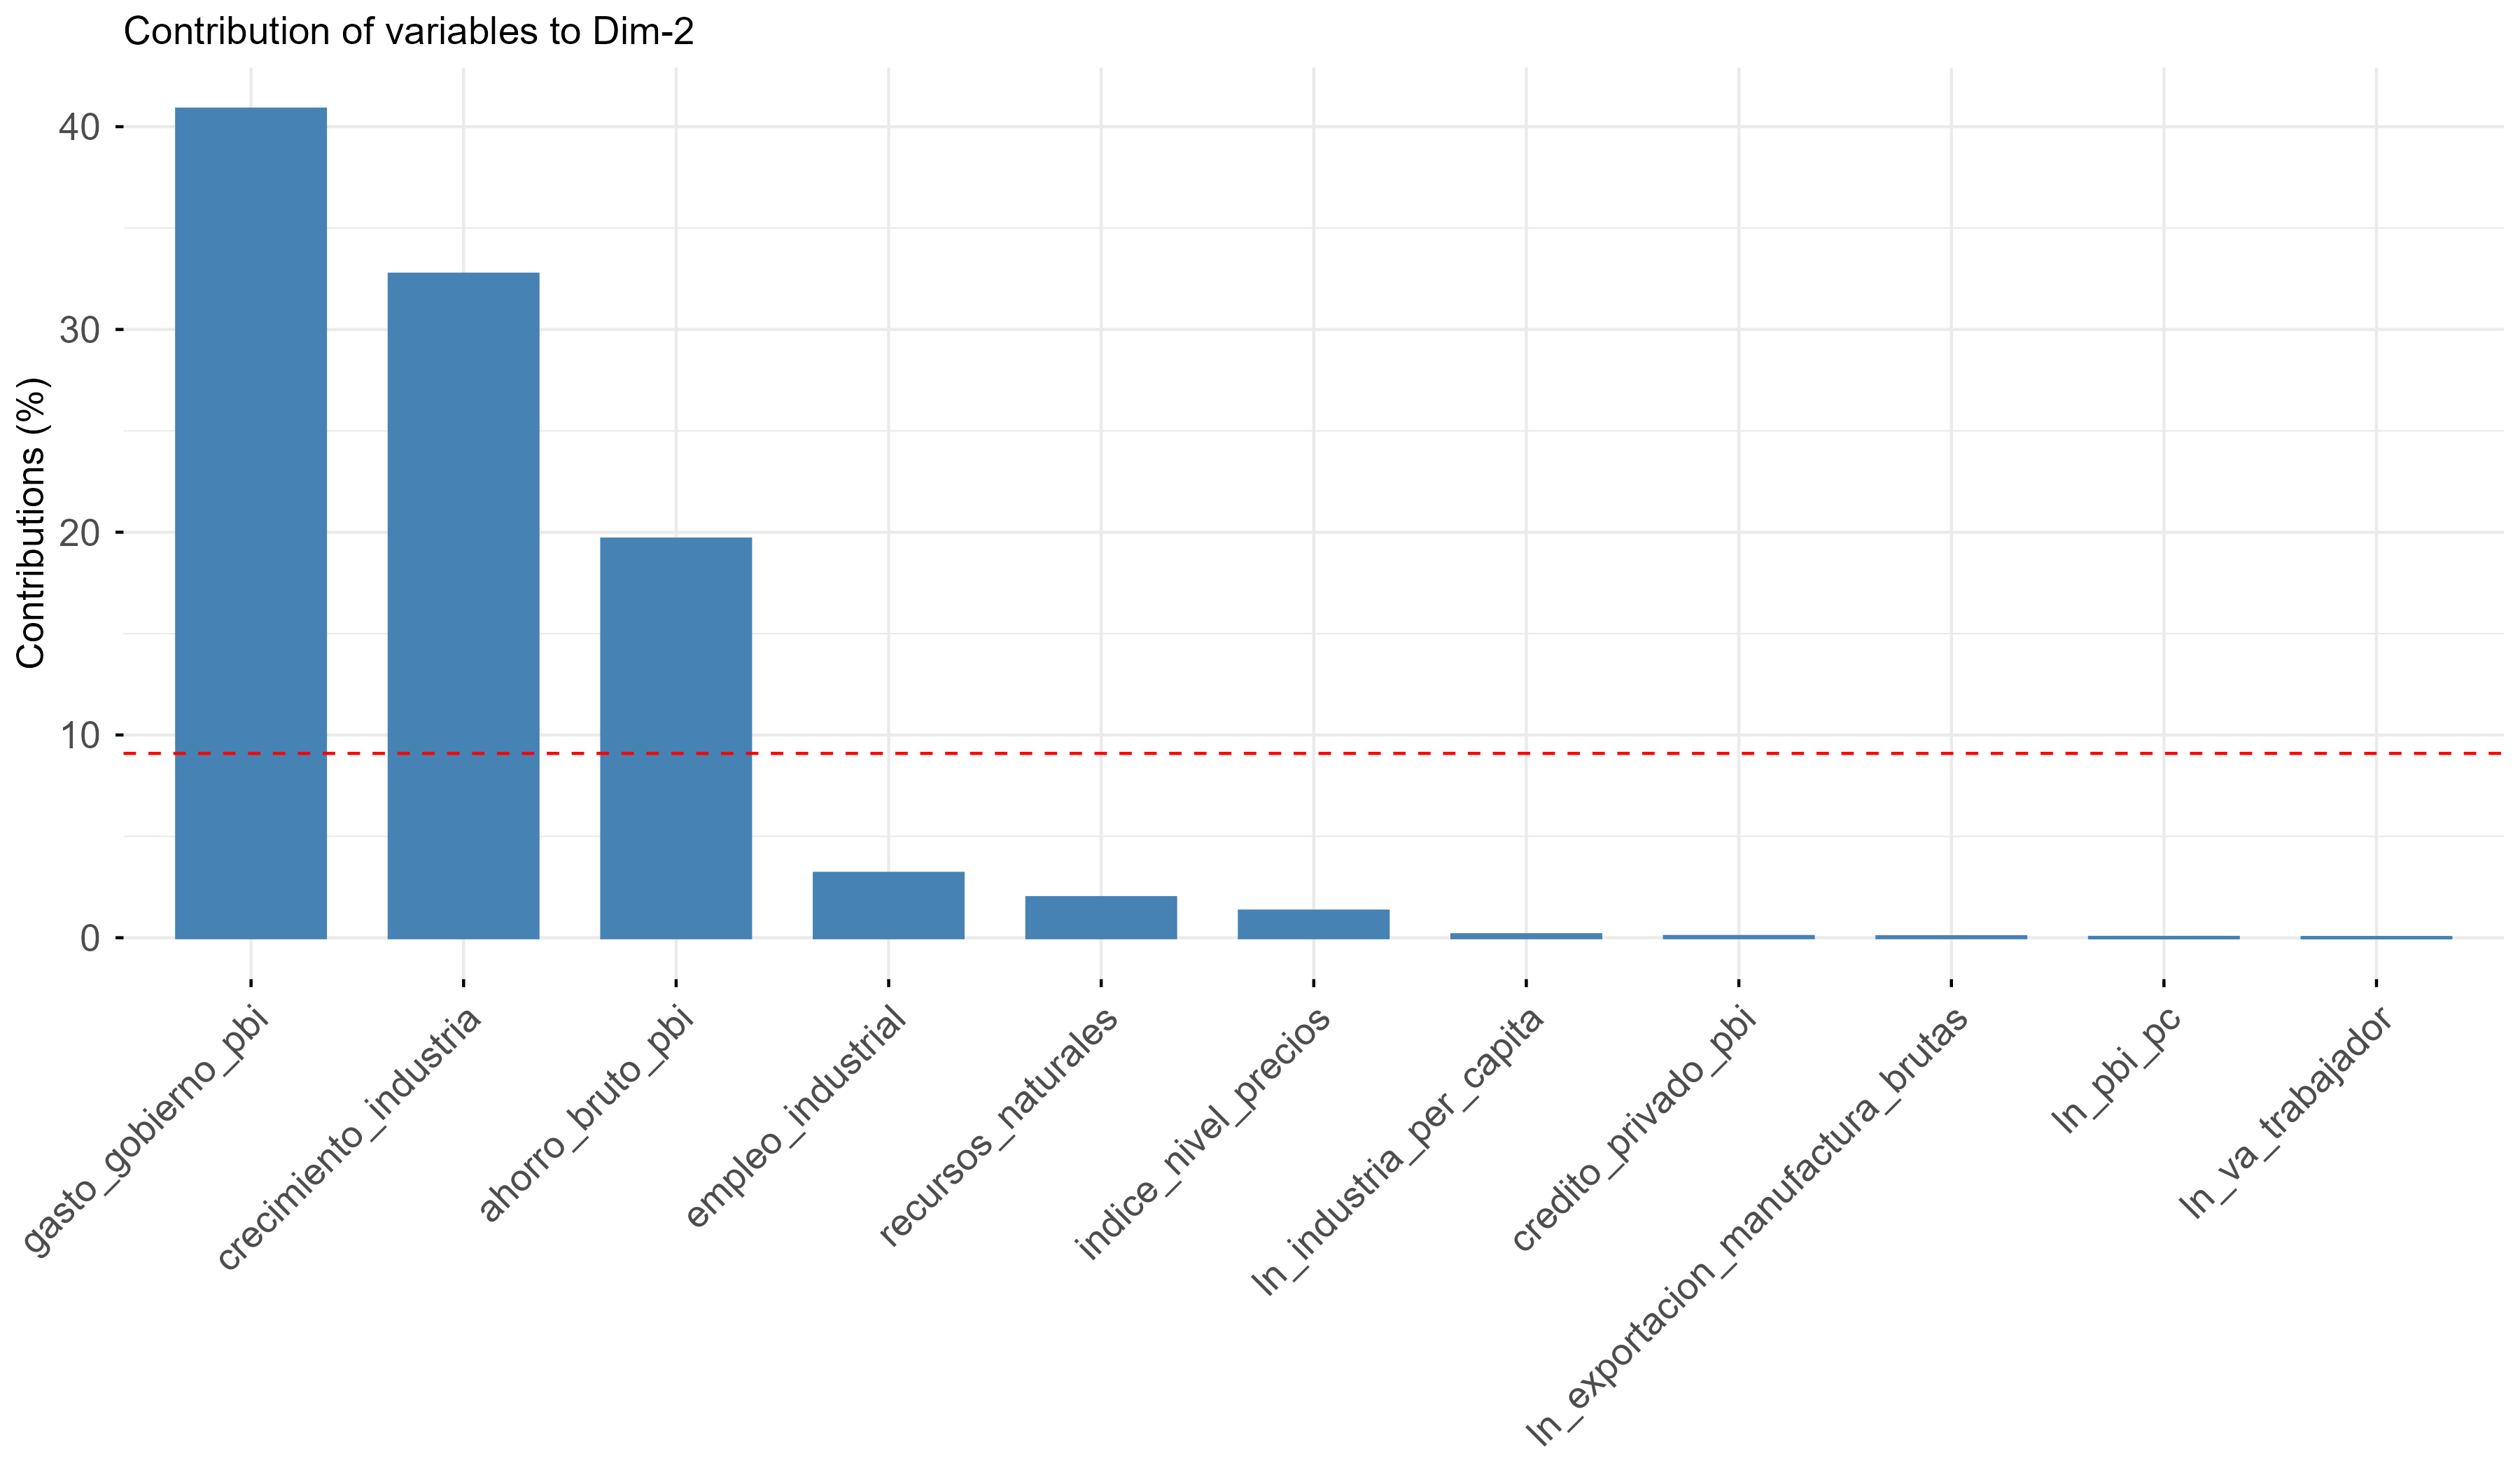 Contribution of variables to Dim-2
Contributions (%)
40
30
20
10
0
gasto_gobierno_pbi
crecimiento_industria
ahorro_bruto_pbi
empleo_industrial
recursos_naturales
indice_nivel_precios
ln_industria_per_capita
credito_privado_pbi
ln_exportacion_manufactura_brutas
ln_pbi_pc
ln_va_trabajador